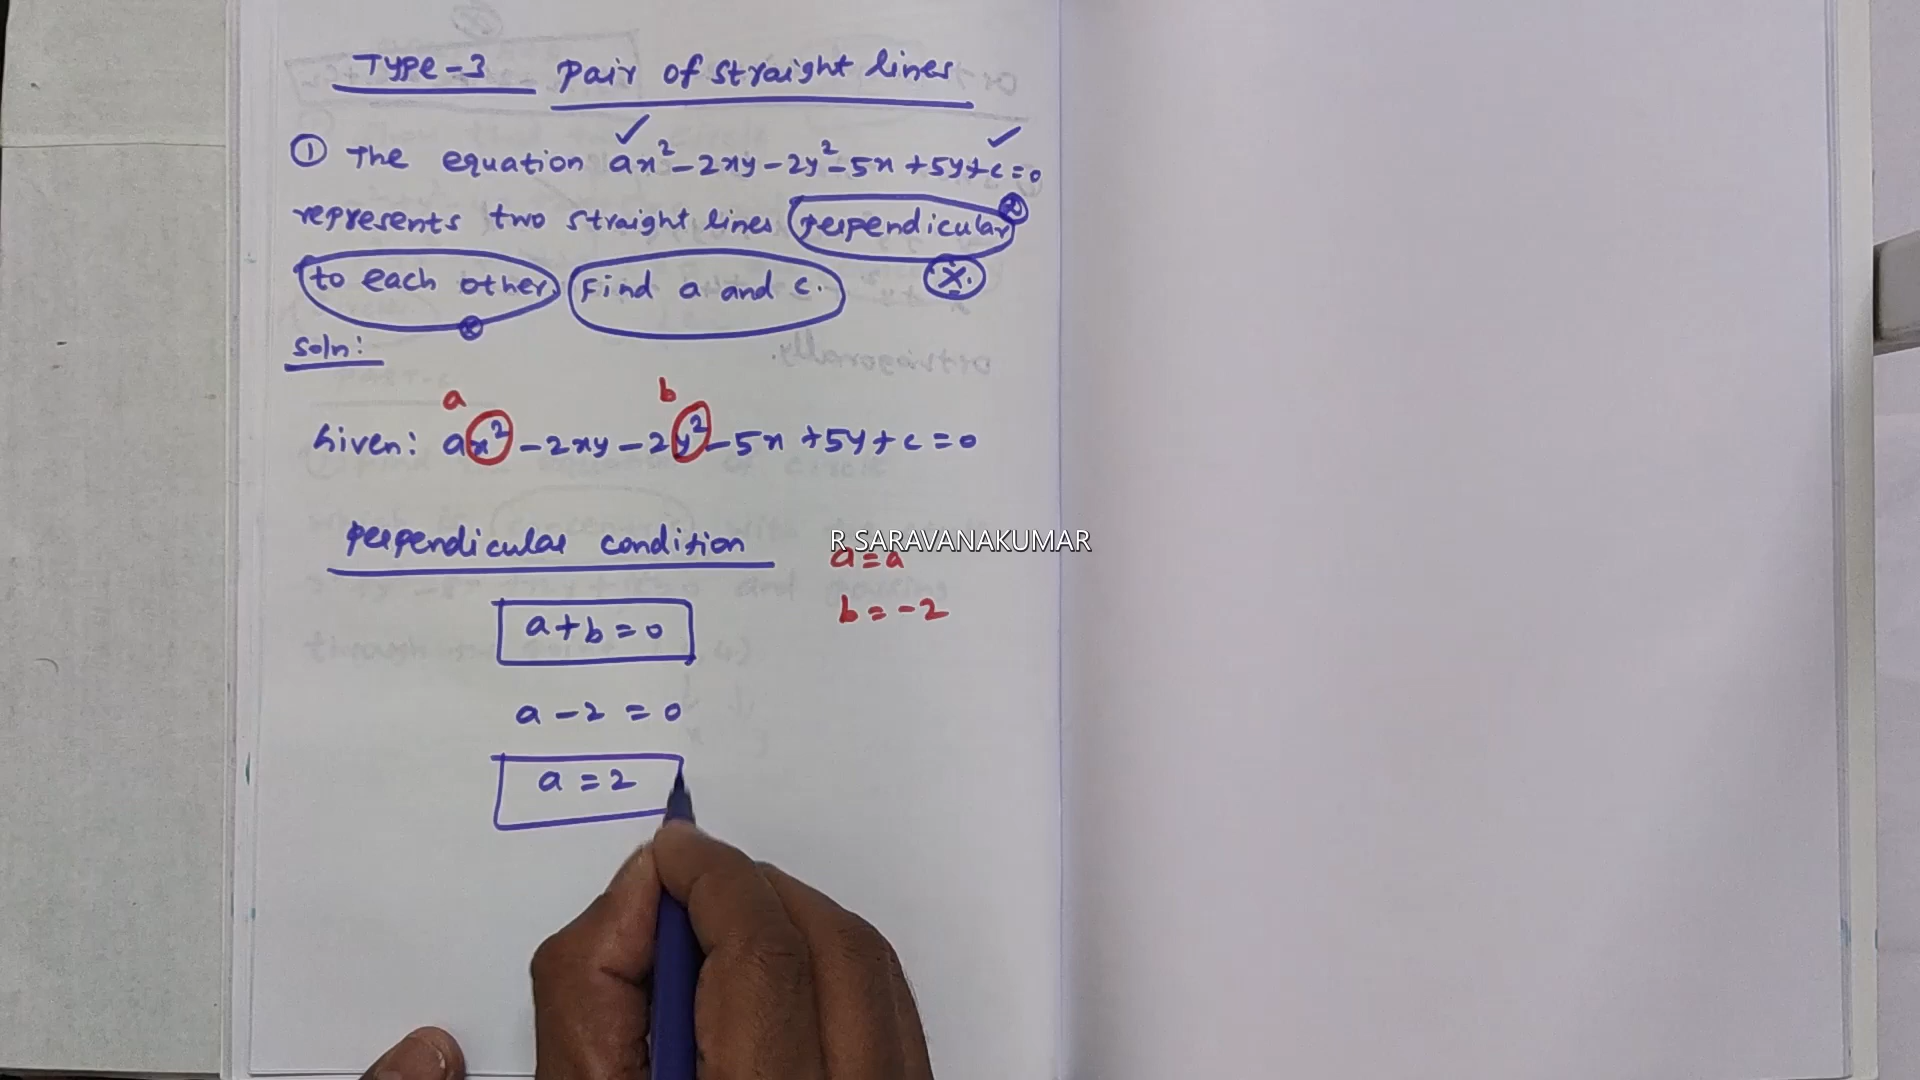 TYPE-3 pair of straight lines
① The equation ax²-2xy-2y²-5x+5y+c=0
represents two straight lines perpendicular
to each other. Find a and c.
Soln:
a b
Given: ax²-2xy-2y²-5x+5y+c=0
perpendicular condition
R SARAVANAKUMAR
a=a
b=-2
a+b=0
a-2=0
a=2